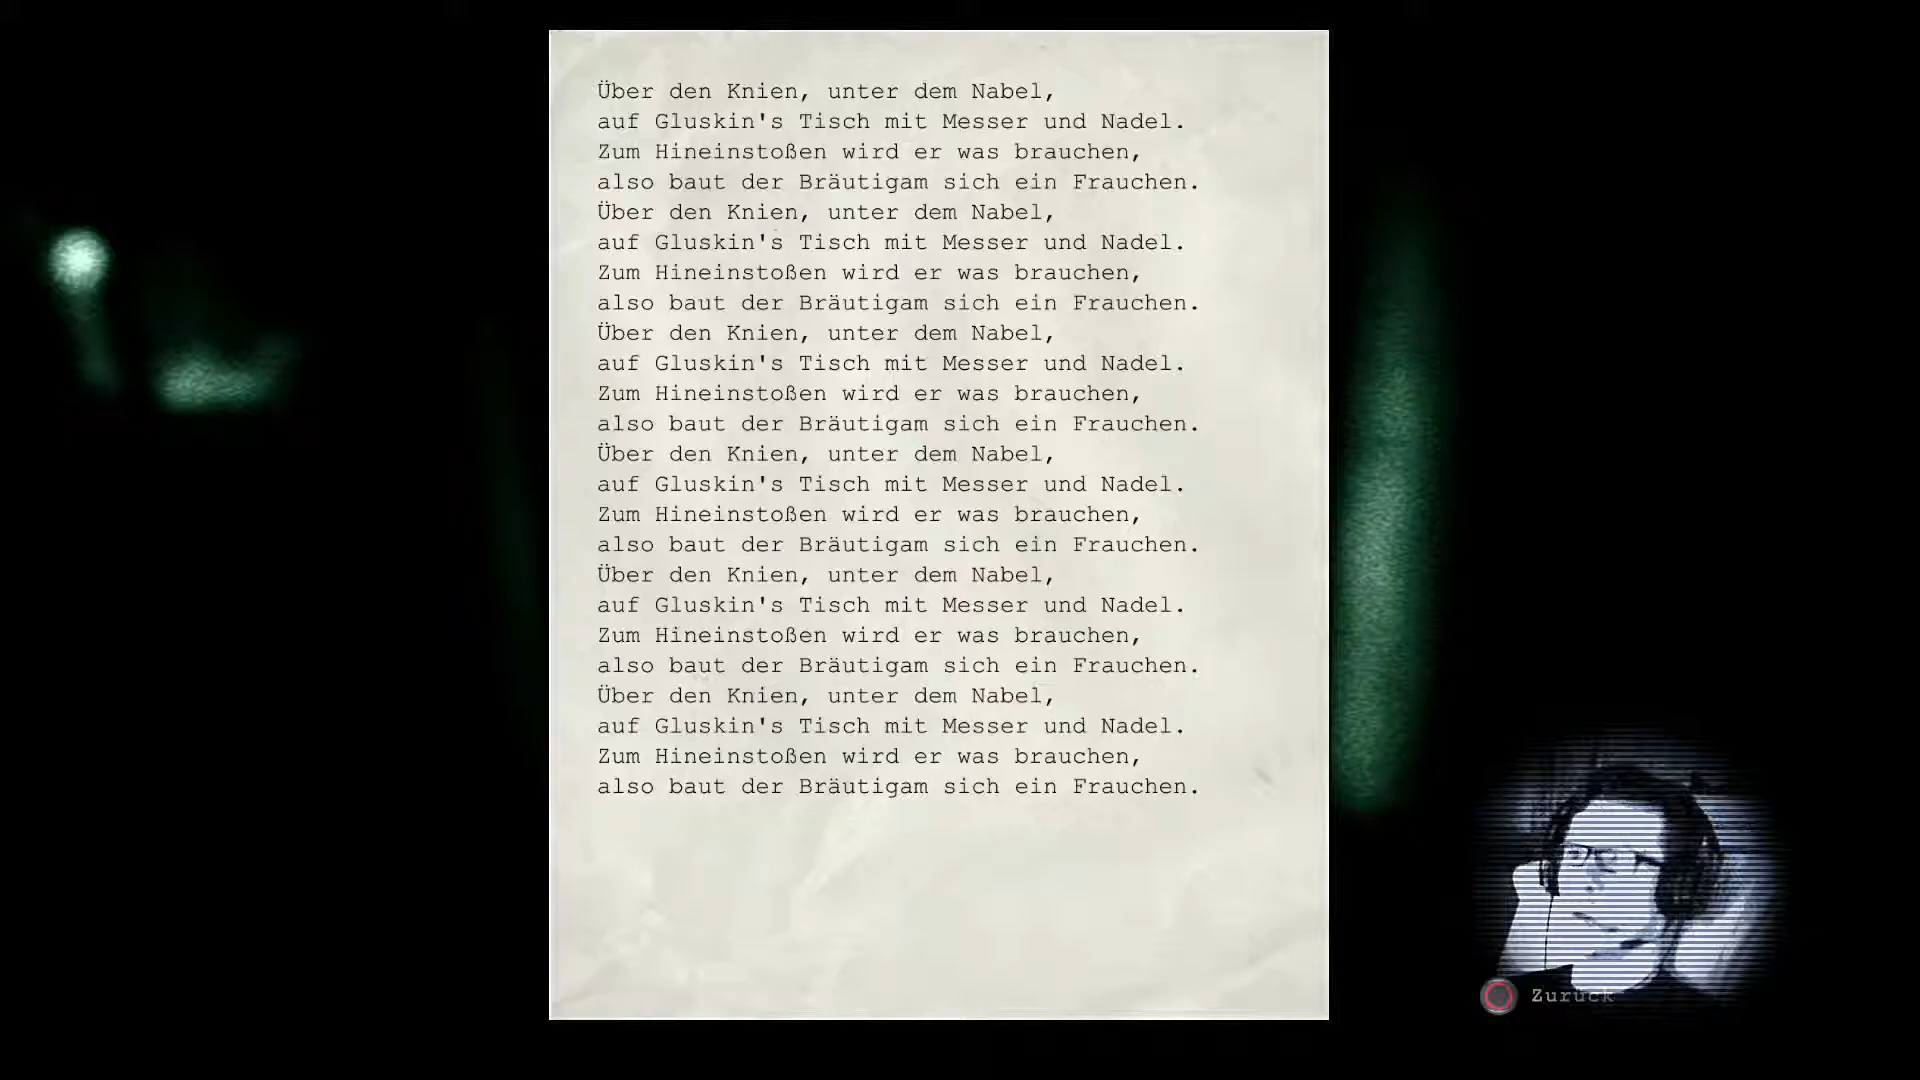 Über den Knien, unter dem Nabel,
auf Gluskin's Tisch mit Messer und Nadel.
Zum Hineinstoßen wird er was brauchen,
also baut der Bräutigam sich ein Frauchen.
Über den Knien, unter dem Nabel,
auf Gluskin's Tisch mit Messer und Nadel.
Zum Hineinstoßen wird er was brauchen,
also baut der Bräutigam sich ein Frauchen.
Über den Knien, unter dem Nabel,
auf Gluskin's Tisch mit Messer und Nadel.
Zum Hineinstoßen wird er was brauchen,
also baut der Bräutigam sich ein Frauchen.
Über den Knien, unter dem Nabel,
auf Gluskin's Tisch mit Messer und Nadel.
Zum Hineinstoßen wird er was brauchen,
also baut der Bräutigam sich ein Frauchen.
Über den Knien, unter dem Nabel,
auf Gluskin's Tisch mit Messer und Nadel.
Zum Hineinstoßen wird er was brauchen,
also baut der Bräutigam sich ein Frauchen.
Über den Knien, unter dem Nabel,
auf Gluskin's Tisch mit Messer und Nadel.
Zum Hineinstoßen wird er was brauchen,
also baut der Bräutigam sich ein Frauchen.
Zurück